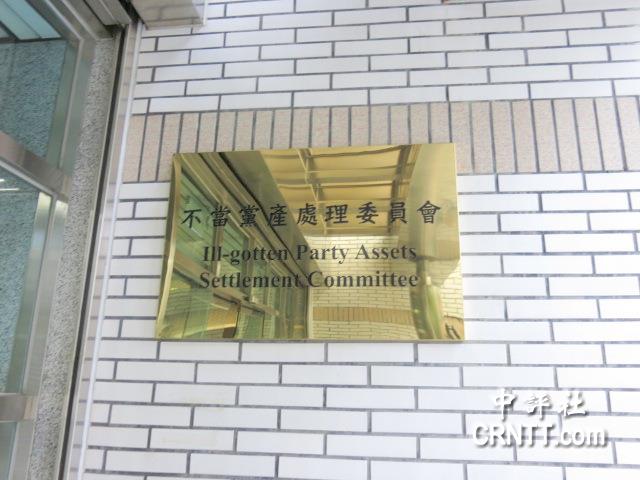 不當黨產處理委員會
Ill-gotten Party Assets
Settlement Committee
中評社
CRNTT.com